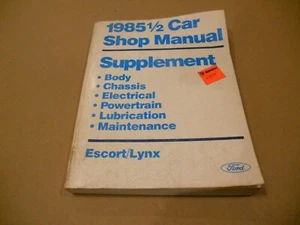 1985½ Car
Shop Manual
Supplement
• Body
• Chassis
• Electrical
• Powertrain
• Lubrication
• Maintenance
Escort/Lynx
Ford